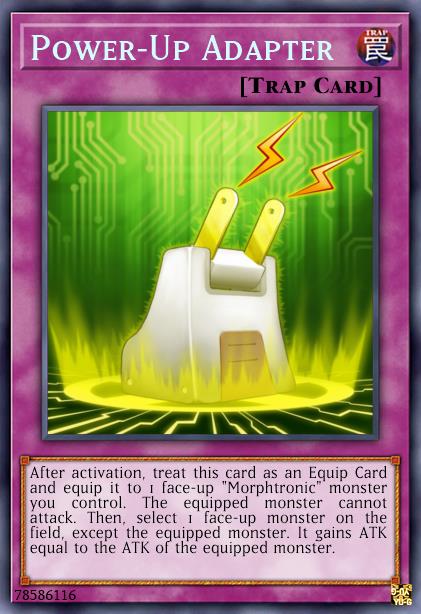 Power-Up Adapter
TRAP
罠
[Trap Card]
After activation, treat this card as an Equip Card
and equip it to 1 face-up "Morphtronic" monster
you control. The equipped monster cannot
attack. Then, select 1 face-up monster on the
field, except the equipped monster. It gains ATK
equal to the ATK of the equipped monster.
78586116